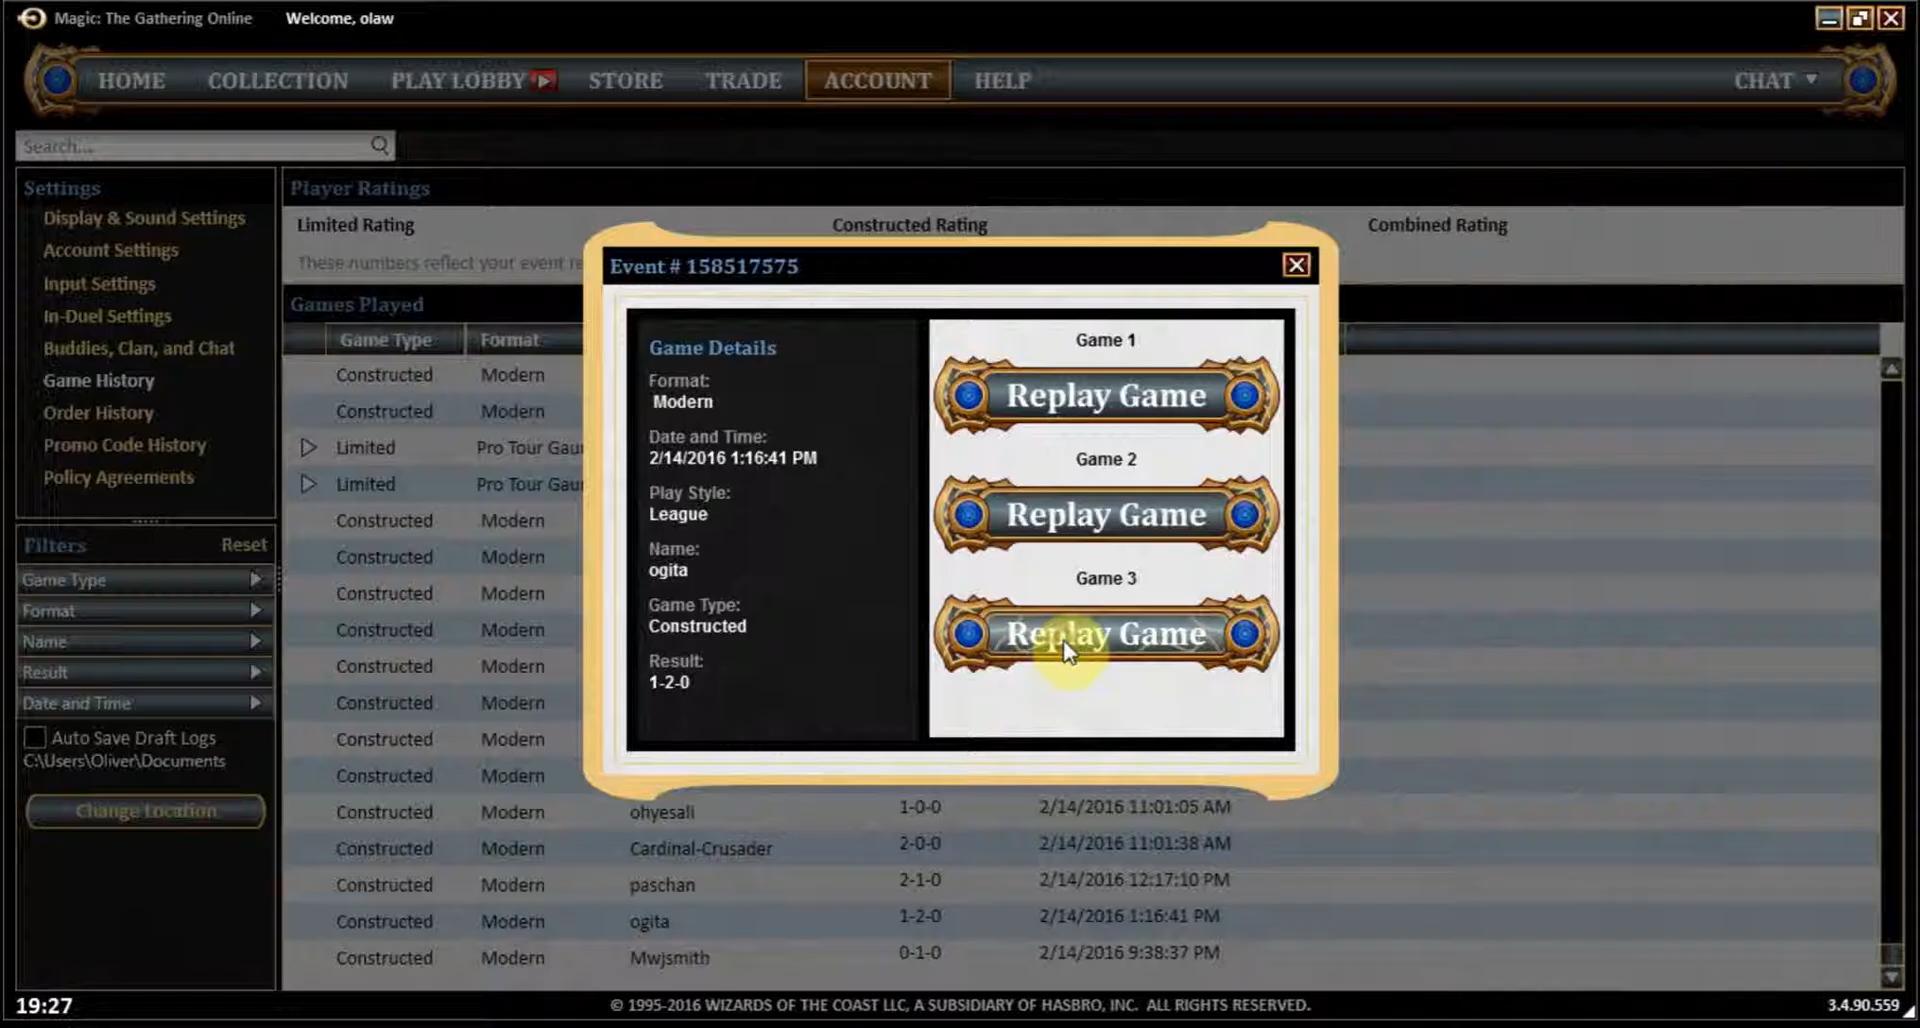 Magic: The Gathering Online Welcome, olaw
HOME COLLECTION PLAY LOBBY STORE TRADE ACCOUNT HELP CHAT
Search...
Settings
Display & Sound Settings
Account Settings
Input Settings
In-Duel Settings
Buddies, Clan, and Chat
Game History
Order History
Promo Code History
Policy Agreements
Filters Reset
Game Type
Format
Name
Result
Date and Time
Auto Save Draft Logs
C:\Users\Oliver\Documents
Change Location
Player Ratings
Limited Rating Constructed Rating Combined Rating
These numbers reflect your event
Games Played
Game Type Format
Constructed Modern
Constructed Modern
Limited Pro Tour
Limited Pro Tour
Constructed Modern
Constructed Modern
Constructed Modern
Constructed Modern
Constructed Modern
Constructed Modern
Constructed Modern
Constructed Modern
Constructed Modern ohyesali 1-0-0 2/14/2016 11:01:05 AM
Constructed Modern Cardinal-Crusader 2-0-0 2/14/2016 11:01:38 AM
Constructed Modern paschan 2-1-0 2/14/2016 12:17:10 PM
Constructed Modern ogita 1-2-0 2/14/2016 1:16:41 PM
Constructed Modern Mwjsmith 0-1-0 2/14/2016 9:38:37 PM
Event # 158517575
Game Details
Format:
Modern
Date and Time:
2/14/2016 1:16:41 PM
Play Style:
League
Name:
ogita
Game Type:
Constructed
Result:
1-2-0
Game 1
Replay Game
Game 2
Replay Game
Game 3
Replay Game
19:27 © 1995-2016 WIZARDS OF THE COAST LLC, A SUBSIDIARY OF HASBRO, INC. ALL RIGHTS RESERVED. 3.4.90.559